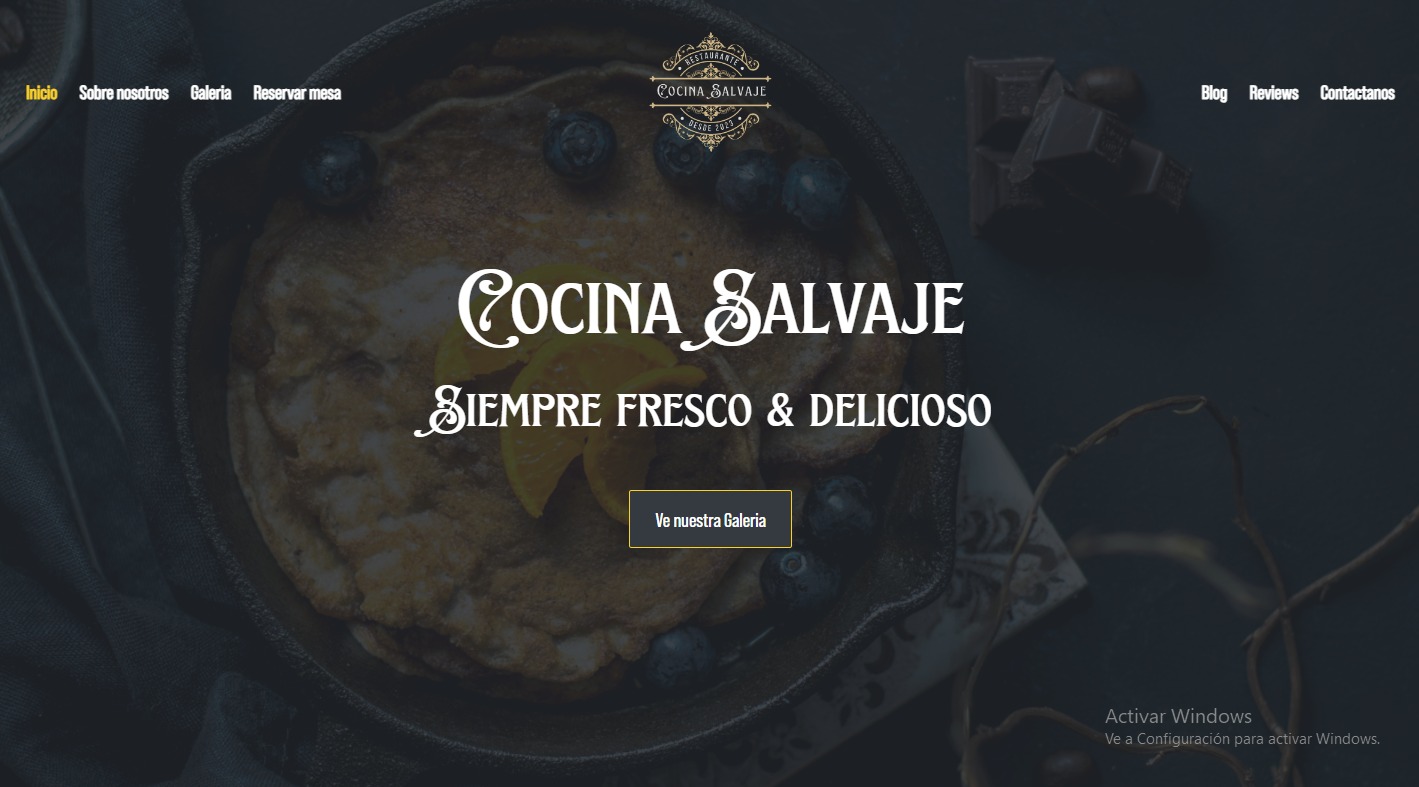 Inicio Sobre nosotros Galeria Reservar mesa
RESTAURANTE
COCINA SALVAJE
DESDE 2023
Blog Reviews Contactanos
COCINA SALVAJE
SIEMPRE FRESCO & DELICIOSO
Ve nuestra Galeria
Activar Windows
Ve a Configuración para activar Windows.